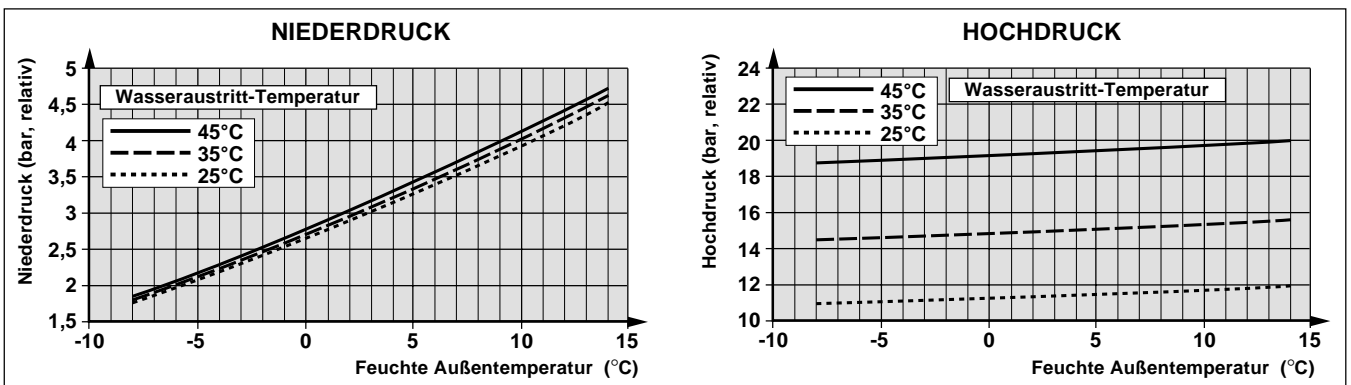 NIEDERDRUCK
Niederdruck (bar, relativ)
5
4,5
4
3,5
3
2,5
2
1,5
Wasseraustritt-Temperatur
45°C
35°C
25°C
-10
-5
0
5
10
15
Feuchte Außentemperatur (°C)
HOCHDRUCK
Hochdruck (bar, relativ)
24
22
20
18
16
14
12
10
45°C
35°C
25°C
Wasseraustritt-Temperatur
-10
-5
0
5
10
15
Feuchte Außentemperatur (°C)